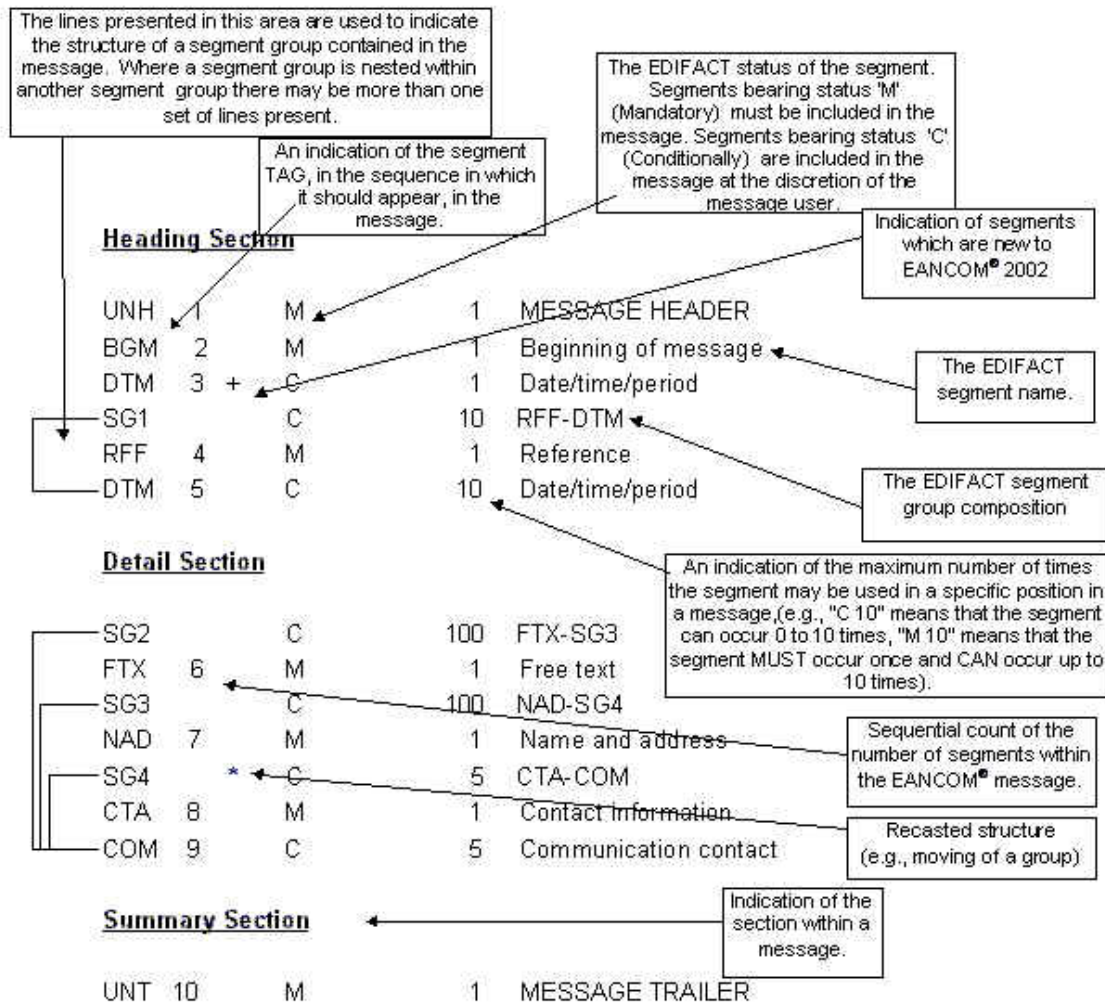 The lines presented in this area are used to indicate
the structure of a segment group contained in the
message. Where a segment group is nested within
another segment group there may be more than one
set of lines present.
The EDIFACT status of the segment.
Segments bearing status 'M'
(Mandatory) must be included in the
message. Segments bearing status 'C'
(Conditionally) are included in the
message at the discretion of the
message user.
An indication of the segment
TAG, in the sequence in which
it should appear, in the
message.
Indication of segments
which are new to
EANCOM® 2002
Heading Section
UNH 1 M 1 MESSAGE HEADER
BGM 2 M 1 Beginning of message
DTM 3 + C 1 Date/time/period
SG1 C 10 RFF-DTM
RFF 4 M 1 Reference
DTM 5 C 10 Date/time/period
The EDIFACT
segment name.
The EDIFACT segment
group composition
An indication of the maximum number of times
the segment may be used in a specific position in
a message,(e.g., "C 10" means that the segment
can occur 0 to 10 times, "M 10" means that the
segment MUST occur once and CAN occur up to
10 times).
Detail Section
SG2 C 100 FTX-SG3
FTX 6 M 1 Free text
SG3 C 100 NAD-SG4
NAD 7 M 1 Name and address
SG4 * C 5 CTA-COM
CTA 8 M 1 Contact Information
COM 9 C 5 Communication contact
Sequential count of the
number of segments within
the EANCOM® message.
Recasted structure
(e.g., moving of a group)
Summary Section
Indication of the
section within a
message.
UNT 10 M 1 MESSAGE TRAILER